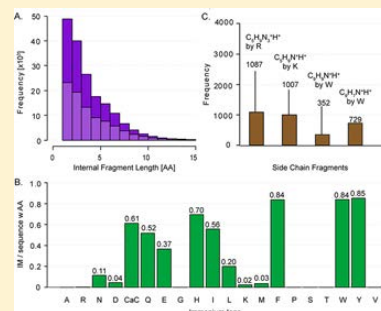 A.
Frequency [x10³]
50
40
30
20
10
0
1
5
10
15
Internal Fragment Length [AA]
C.
Frequency
4000
3000
2000
1000
0
by R
1087
by K
1007
by W
352
by W
729
Side Chain Fragments
B.
IM / sequence w AA
1.0
0.8
0.6
0.4
0.2
0
0.11
0.04
0.61
0.52
0.37
0.70
0.56
0.20
0.02
0.03
0.84
0.84
0.85
A R N D CaC Q E G H I L K M F P S T W Y V